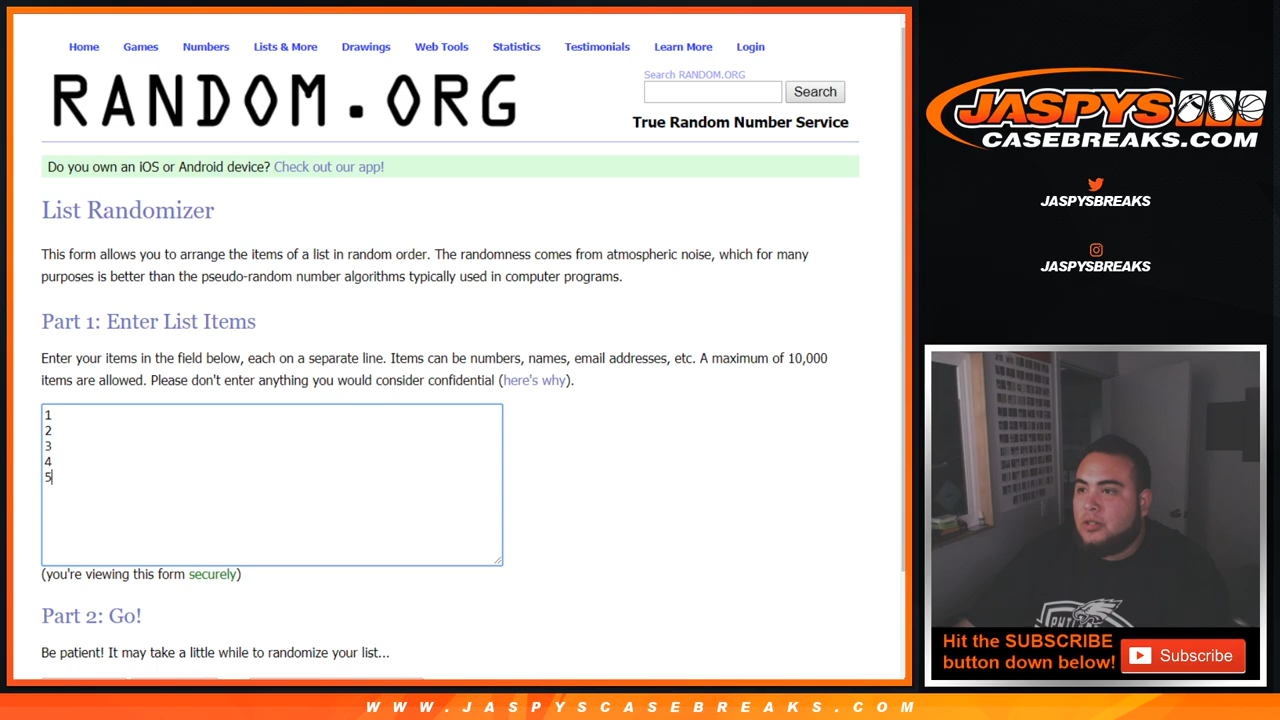 Home Games Numbers Lists & More Drawings Web Tools Statistics Testimonials Learn More Login
RANDOM.ORG
Search RANDOM.ORG
Search
True Random Number Service
Do you own an iOS or Android device? Check out our app!
List Randomizer
This form allows you to arrange the items of a list in random order. The randomness comes from atmospheric noise, which for many
purposes is better than the pseudo-random number algorithms typically used in computer programs.
Part 1: Enter List Items
Enter your items in the field below, each on a separate line. Items can be numbers, names, email addresses, etc. A maximum of 10,000
items are allowed. Please don't enter anything you would consider confidential (here's why).
1
2
3
4
5
(you're viewing this form securely)
Part 2: Go!
Be patient! It may take a little while to randomize your list...
JASPYS
CASEBREAKS.COM
JASPYSBREAKS
JASPYSBREAKS
Hit the SUBSCRIBE
button down below!
Subscribe
WWW.JASPYSCASEBREAKS.COM